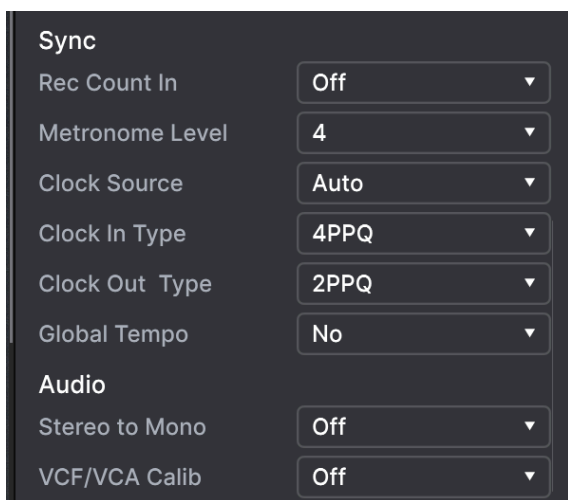 Sync
Rec Count In Off
Metronome Level 4
Clock Source Auto
Clock In Type 4PPQ
Clock Out  Type 2PPQ
Global Tempo No
Audio
Stereo to Mono Off
VCF/VCA Calib Off